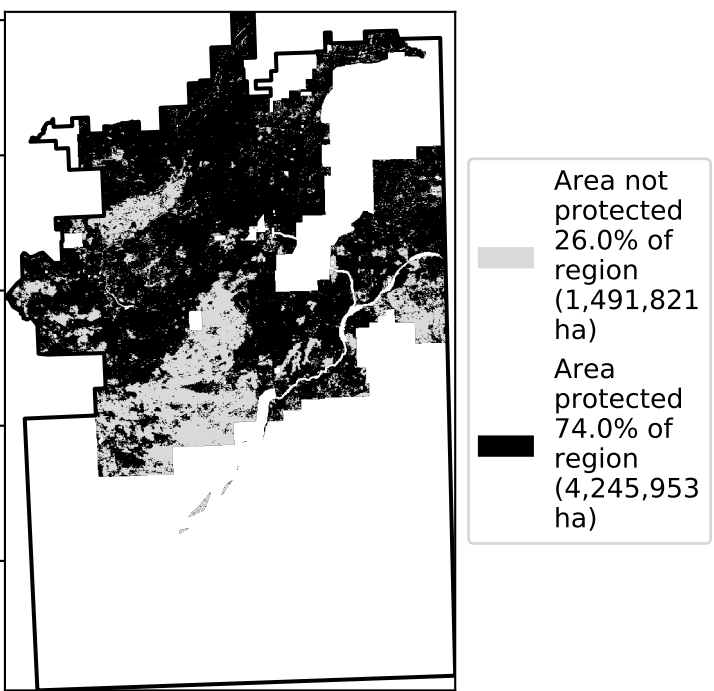 Area not
protected
26.0% of
region
(1,491,821
ha)
Area
protected
74.0% of
region
(4,245,953
ha)